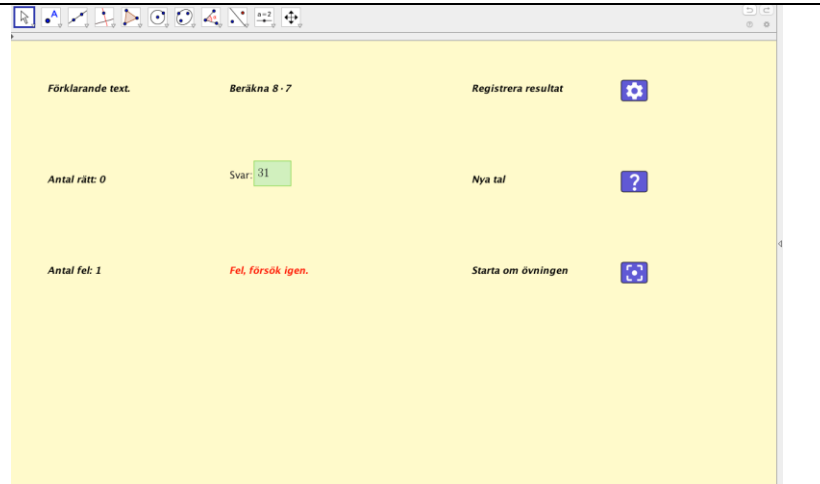 A
a=2
Förklarande text.
Beräkna 8 · 7
Registrera resultat
Antal rätt: 0
Svar: 31
Nya tal
?
Antal fel: 1
Fel, försök igen.
Starta om övningen